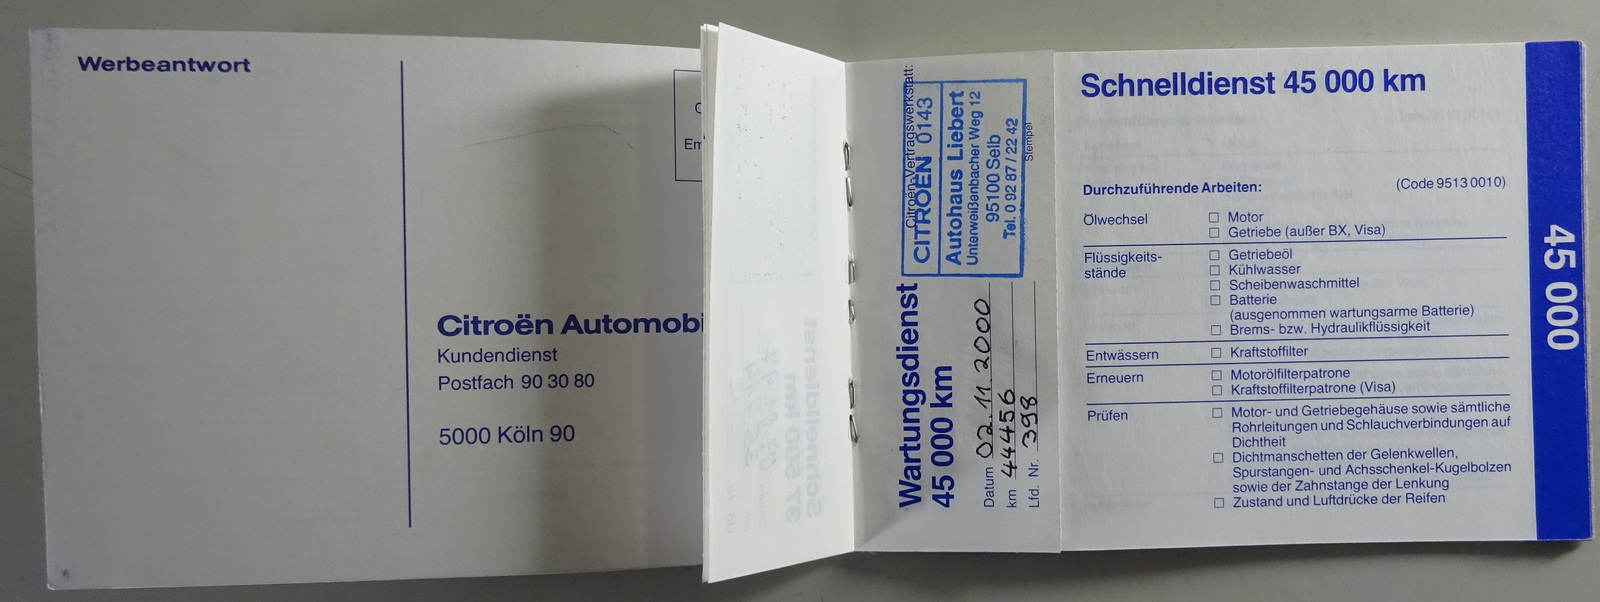 Werbeantwort
Citroën Automobi
Kundendienst
Postfach 90 30 80
5000 Köln 90
Citroën-Vertragswerkstatt:
CITROËN 0143
Autohaus Liebert
Unterweißenbacher Weg 12
95100 Selb
Tel. 0 92 87 / 22 42
Stempel
Wartungsdienst
45 000 km
Datum 02.11.2000
km 44456
Lfd. Nr. 398
Schnelldienst 45 000 km
Durchzuführende Arbeiten: (Code 9513 0010)
Ölwechsel □ Motor
□ Getriebe (außer BX, Visa)
Flüssigkeits- □ Getriebeöl
stände □ Kühlwasser
□ Scheibenwaschmittel
□ Batterie
(ausgenommen wartungsarme Batterie)
□ Brems- bzw. Hydraulikflüssigkeit
Entwässern □ Kraftstoffilter
Erneuern □ Motorölfilterpatrone
□ Kraftstoffilterpatrone (Visa)
Prüfen □ Motor- und Getriebegehäuse sowie sämtliche
Rohrleitungen und Schlauchverbindungen auf
Dichtheit
□ Dichtmanschetten der Gelenkwellen,
Spurstangen- und Achsschenkel-Kugelbolzen
sowie der Zahnstange der Lenkung
□ Zustand und Luftdrücke der Reifen
45 000